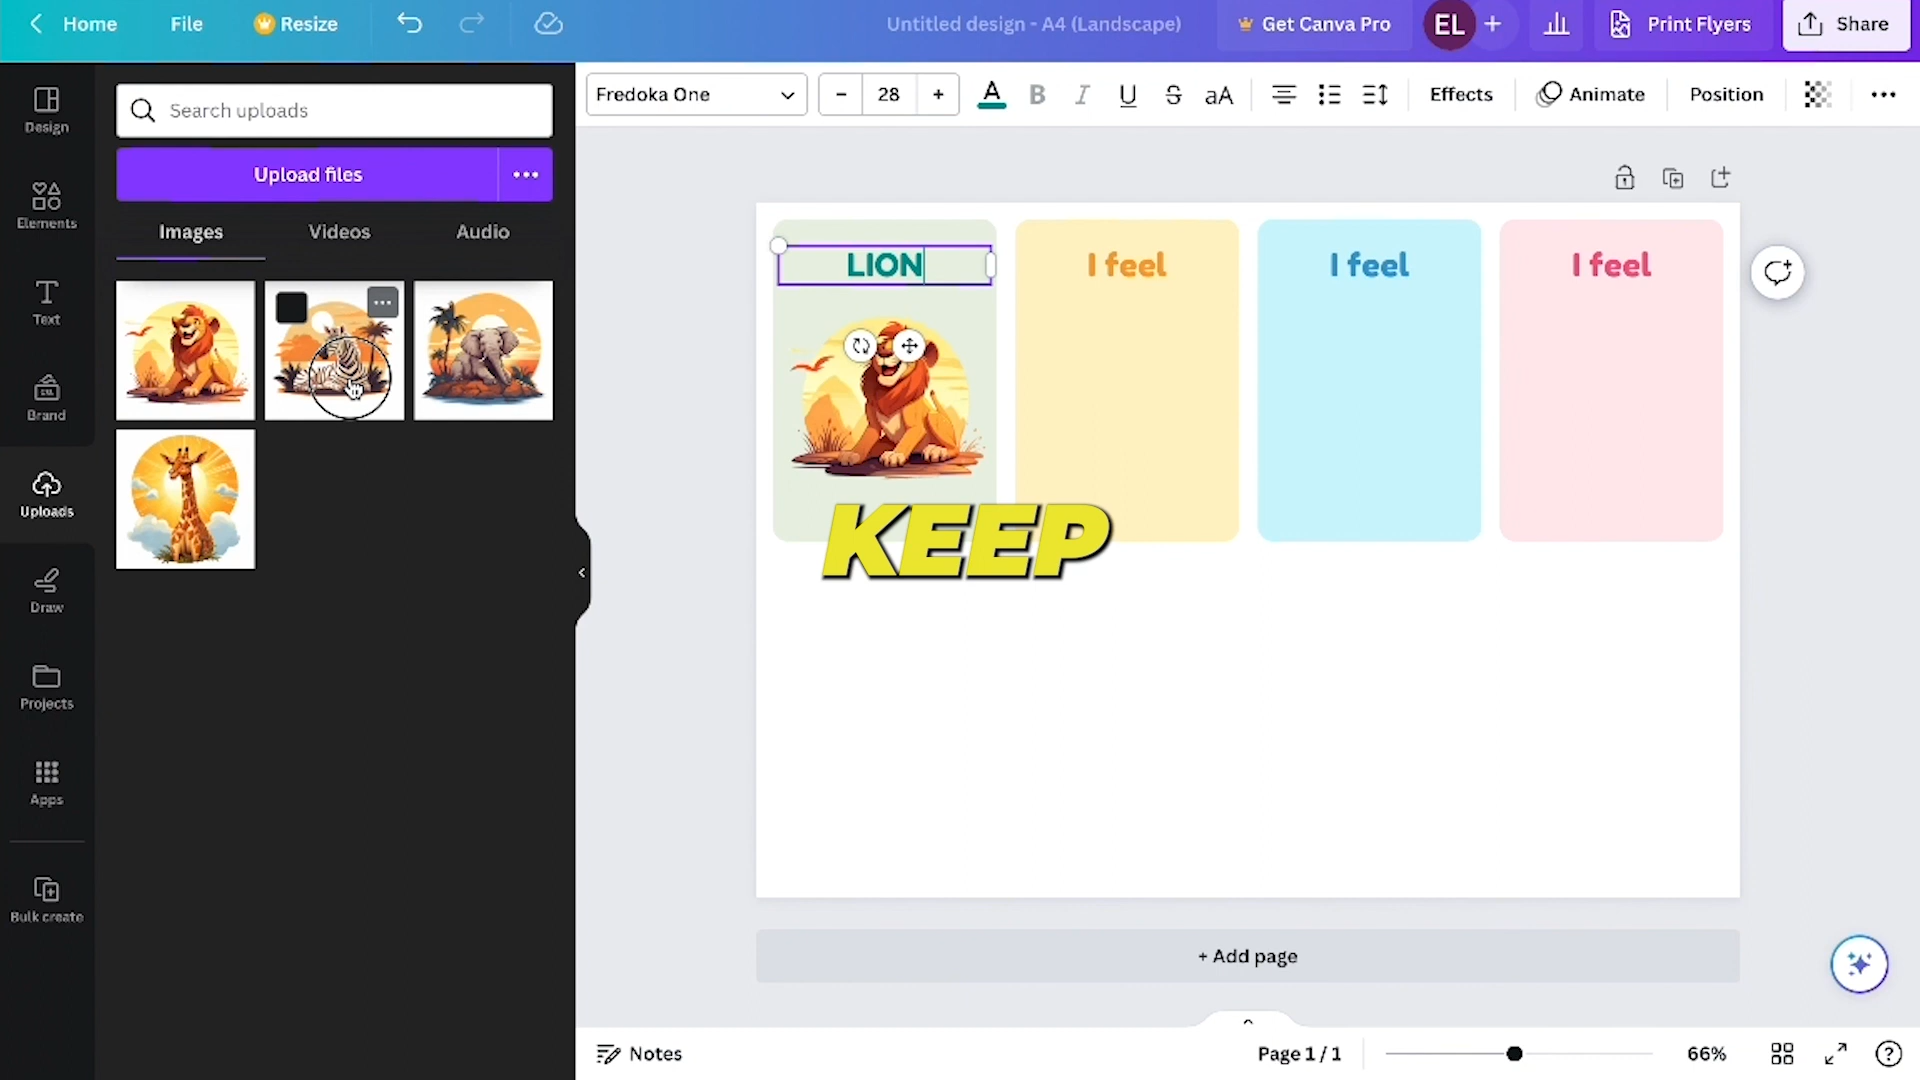 Home
File
Resize
Untitled design - A4 (Landscape)
Get Canva Pro
EL
Print Flyers
Share
Design
Elements
Text
Brand
Uploads
Draw
Projects
Apps
Bulk create
Search uploads
Upload files
Images
Videos
Audio
Fredoka One
28
A
B
I
U
S
aA
Effects
Animate
Position
LION
I feel
I feel
I feel
KEEP
+ Add page
Notes
Page 1 / 1
66%